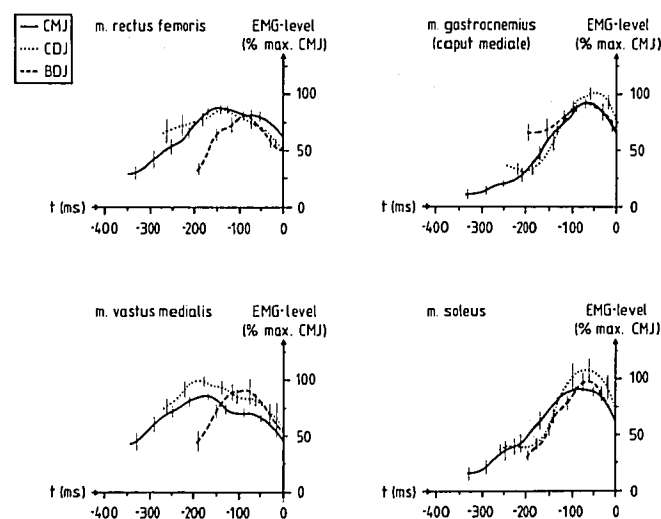 CMJ
CDJ
BDJ
m. rectus femoris
EMG-level
(% max. CMJ)
100
50
0
t (ms)
-400 -300 -200 -100 0
m. gastrocnemius
(caput mediale)
EMG-level
(% max. CMJ)
100
50
0
t (ms)
-400 -300 -200 -100 0
m. vastus medialis
EMG-level
(% max. CMJ)
100
50
0
t (ms)
-400 -300 -200 -100 0
m. soleus
EMG-level
(% max. CMJ)
100
50
0
t (ms)
-400 -300 -200 -100 0